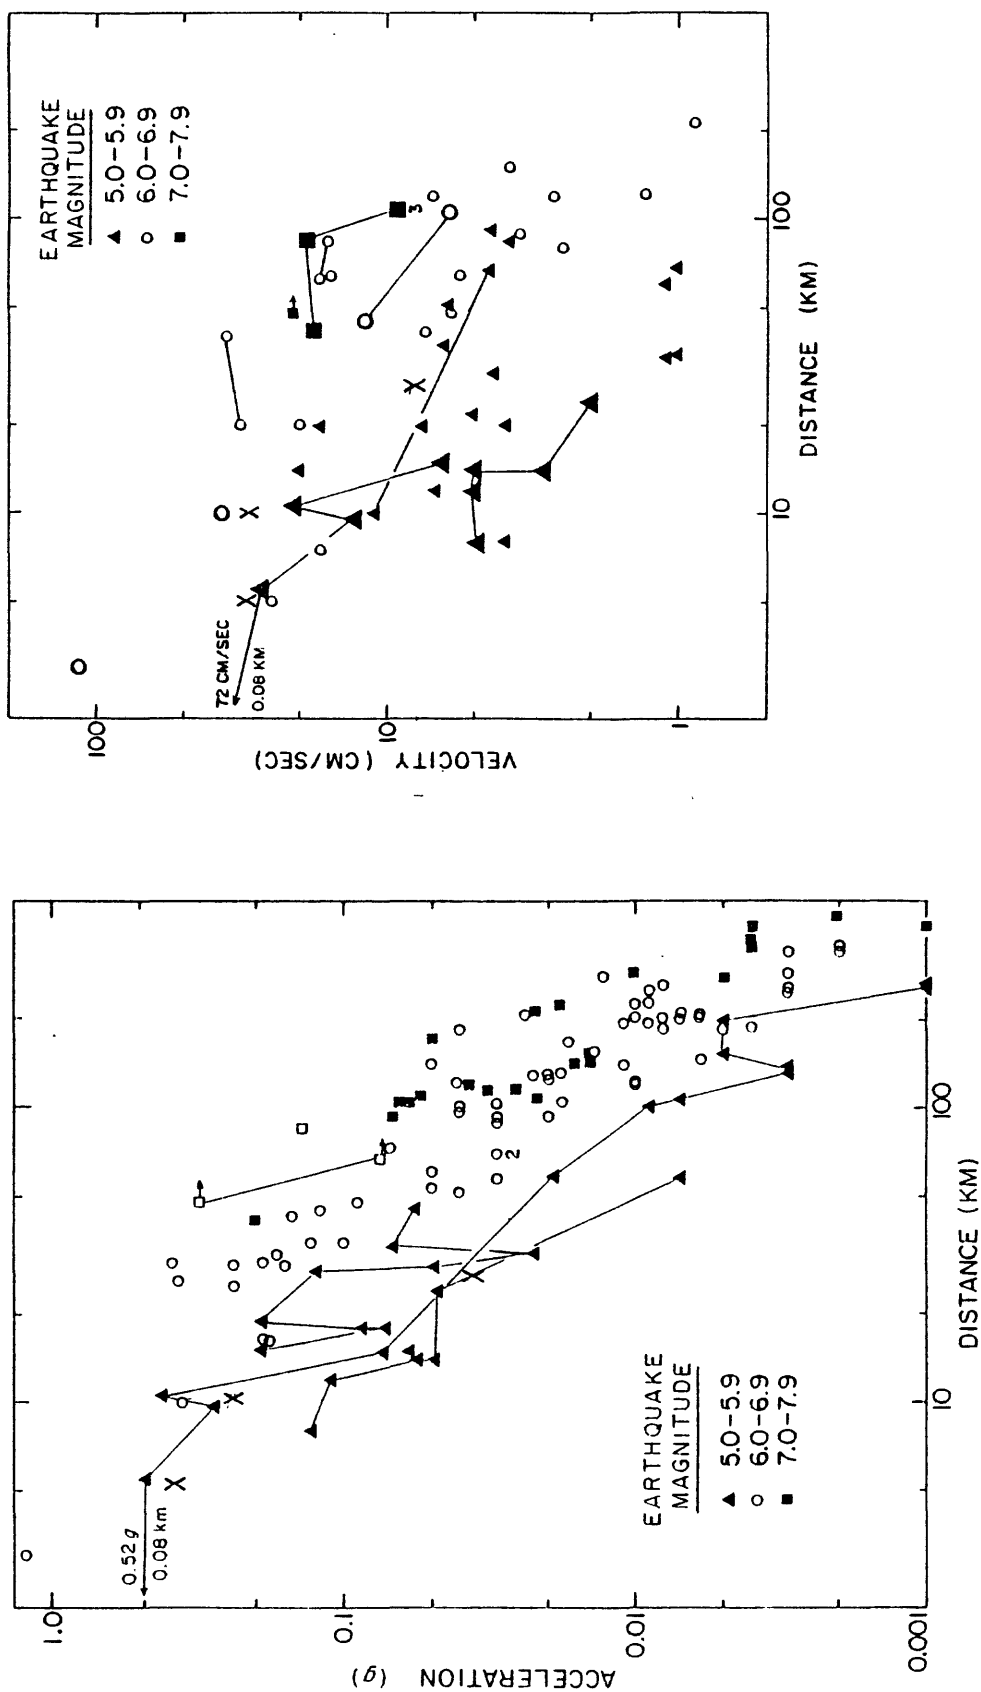 1.0
0.1
0.01
0.001
ACCELERATION (g)
0.52 g
0.08 km
2
EARTHQUAKE
MAGNITUDE
▲ 5.0-5.9
○ 6.0-6.9
■ 7.0-7.9
10
100
DISTANCE (KM)
100
10
1
VELOCITY (CM/SEC)
72 CM/SEC
0.08 KM
3
EARTHQUAKE
MAGNITUDE
▲ 5.0-5.9
○ 6.0-6.9
■ 7.0-7.9
10
100
DISTANCE (KM)